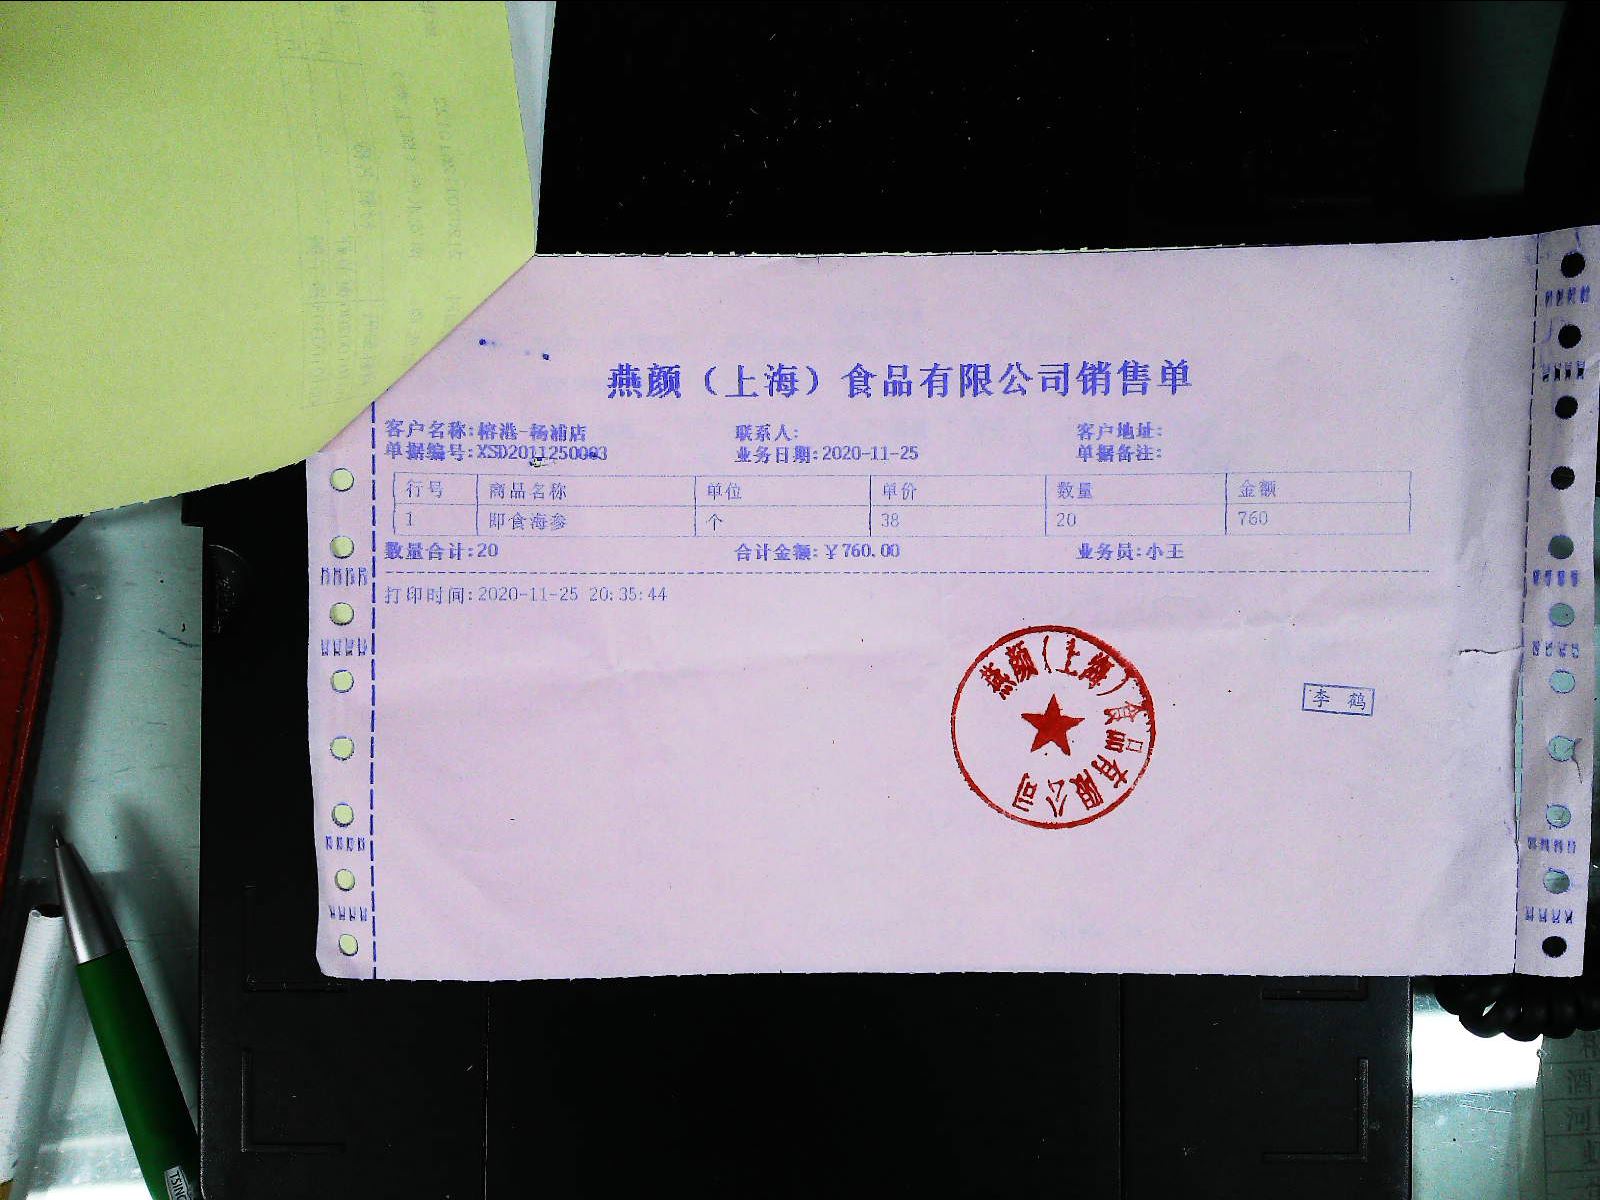 燕颜（上海）食品有限公司销售单
客户名称:榕港-杨浦店 联系人: 客户地址:
单据编号:XSD2011250003 业务日期:2020-11-25 单据备注:
行号 商品名称 单位 单价 数量 金额
1 即食海参 个 38 20 760
数量合计:20 合计金额:￥760.00 业务员:小王
打印时间:2020-11-25 20:35:44
燕颜（上海）食品有限公司
李 鹤
酒
河
TSING